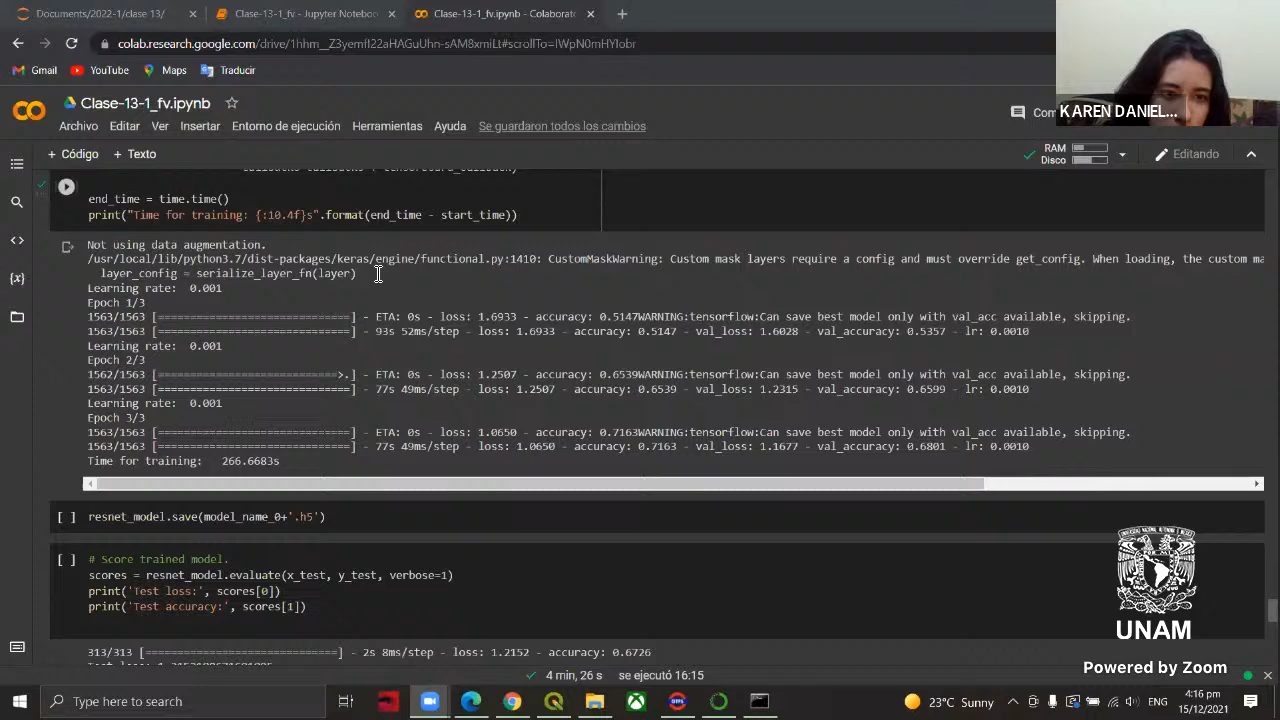 Documents/2022-1/clase 13/
Clase-13-1_fv - Jupyter Noteboo
Clase-13-1_fv.ipynb - Colaborato
colab.research.google.com/drive/
Gmail
YouTube
Maps
Traducir
Clase-13-1_fv.ipynb
KAREN DANIEL...
Archivo Editar Ver Insertar Entorno de ejecución Herramientas Ayuda Se guardaron todos los cambios
+ Código + Texto
RAM
Disco
Editando
end_time = time.time()
print("Time for training: {:10.4f}s".format(end_time - start_time))
Not using data augmentation.
/usr/local/lib/python3.7/dist-packages/keras/engine/functional.py:1410: CustomMaskWarning: Custom mask layers require a config and must override get_config. When loading, the custom ma
layer_config = serialize_layer_fn(layer)
Learning rate:  0.001
Epoch 1/3
1563/1563 [==============================] - ETA: 0s - loss: 1.6933 - accuracy: 0.5147WARNING:tensorflow:Can save best model only with val_acc available, skipping.
1563/1563 [==============================] - 93s 52ms/step - loss: 1.6933 - accuracy: 0.5147 - val_loss: 1.6028 - val_accuracy: 0.5357 - lr: 0.0010
Learning rate:  0.001
Epoch 2/3
1562/1563 [============================>.] - ETA: 0s - loss: 1.2507 - accuracy: 0.6539WARNING:tensorflow:Can save best model only with val_acc available, skipping.
1563/1563 [==============================] - 77s 49ms/step - loss: 1.2507 - accuracy: 0.6539 - val_loss: 1.2315 - val_accuracy: 0.6599 - lr: 0.0010
Learning rate:  0.001
Epoch 3/3
1563/1563 [==============================] - ETA: 0s - loss: 1.0650 - accuracy: 0.7163WARNING:tensorflow:Can save best model only with val_acc available, skipping.
1563/1563 [==============================] - 77s 49ms/step - loss: 1.0650 - accuracy: 0.7163 - val_loss: 1.1677 - val_accuracy: 0.6801 - lr: 0.0010
Time for training:   266.6683s
[ ] resnet_model.save(model_name_0+'.h5')
[ ] # Score trained model.
scores = resnet_model.evaluate(x_test, y_test, verbose=1)
print('Test loss:', scores[0])
print('Test accuracy:', scores[1])
UNAM
313/313 [==============================] - 2s 8ms/step - loss: 1.2152 - accuracy: 0.6726
Powered by Zoom
4 min, 26 s se ejecutó 16:15
Type here to search
23°C Sunny
ENG
4:16 pm
15/12/2021